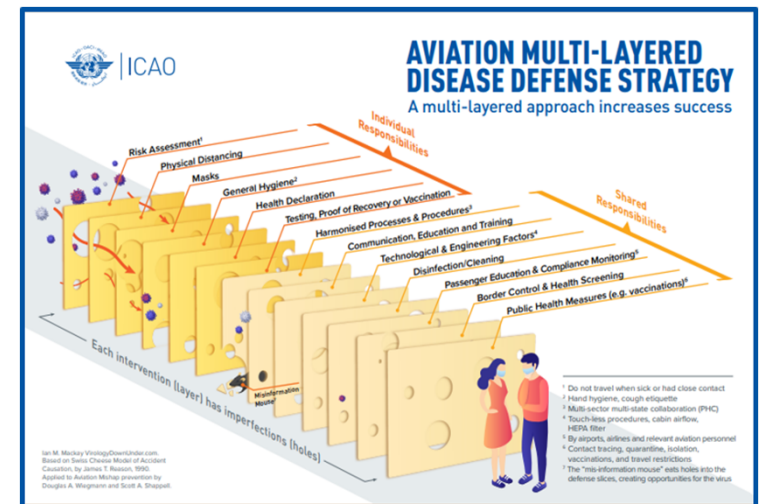 ICAO
AVIATION MULTI-LAYERED
DISEASE DEFENSE STRATEGY
A multi-layered approach increases success
Individual
Responsibilities
Risk Assessment¹
Physical Distancing
Masks
General Hygiene²
Health Declaration
Testing, Proof of Recovery or Vaccination
Shared
Responsibilities
Harmonised Processes & Procedures³
Communication, Education and Training
Technological & Engineering Factors⁴
Disinfection/Cleaning
Passenger Education & Compliance Monitoring⁵
Border Control & Health Screening
Public Health Measures (e.g. vaccinations)⁶
Misinformation
Mouse⁷
Each intervention (layer) has imperfections (holes)
¹ Do not travel when sick or had close contact
² Hand hygiene, cough etiquette
³ Multi-sector multi-state collaboration (PHC)
⁴ Touch-less procedures, cabin airflow,
HEPA filter
⁵ By airports, airlines and relevant aviation personnel
⁶ Contact tracing, quarantine, isolation,
vaccinations, and travel restrictions
⁷ The "mis-information mouse" eats holes into the
defense slices, creating opportunities for the virus
Ian M. Mackay VirologyDownUnder.com.
Based on Swiss Cheese Model of Accident
Causation, by James T. Reason, 1990.
Applied to Aviation Mishap prevention by
Douglas A. Wiegmann and Scott A. Shappell.